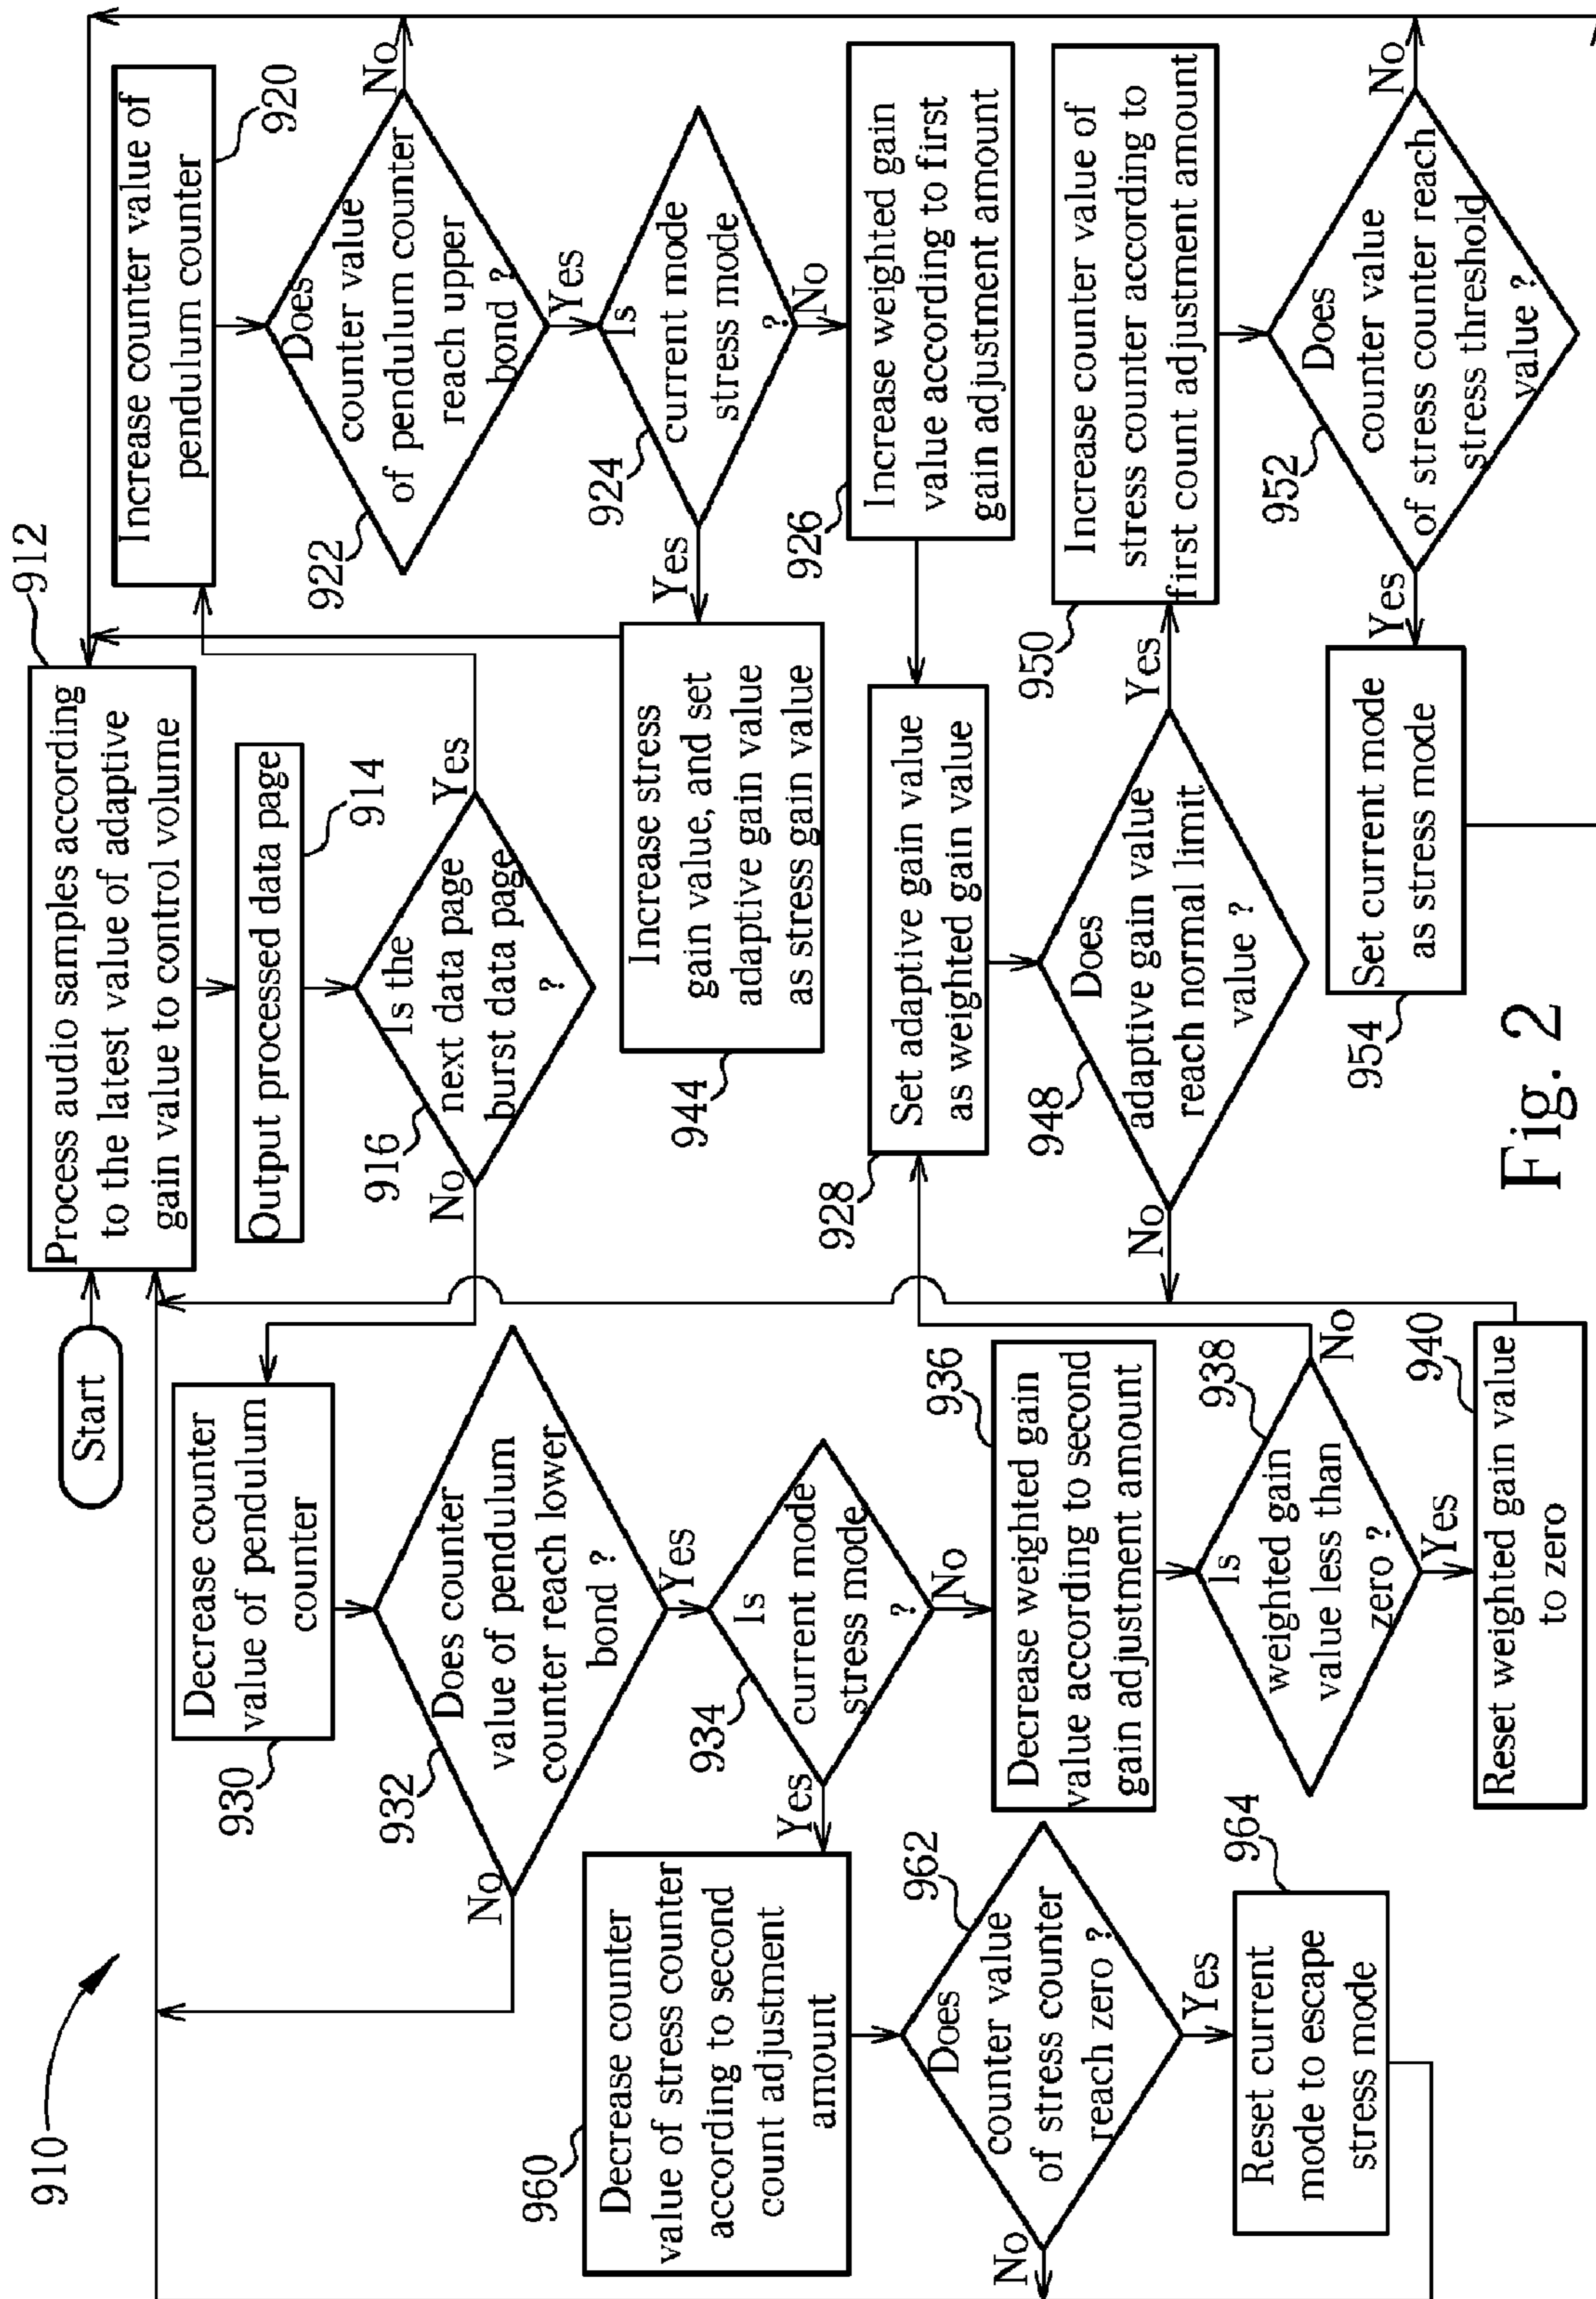 910
Start
Process audio samples according
to the latest value of adaptive
gain value to control volume
912
Output processed data page
914
Is the
next data page
burst data page
?
916
No
Yes
Increase counter value of
pendulum counter
920
Does
counter value
of pendulum counter
reach upper
bond ?
922
No
Yes
Is
current mode
stress mode
?
924
Yes
No
Increase stress
gain value, and set
adaptive gain value
as stress gain value
944
Increase weighted gain
value according to first
gain adjustment amount
926
Set adaptive gain value
as weighted gain value
928
Does
adaptive gain value
reach normal limit
value ?
948
No
Yes
Increase counter value of
stress counter according to
first count adjustment amount
950
Does
counter value
of stress counter reach
stress threshold
value ?
952
No
Yes
Set current mode
as stress mode
954
Decrease counter
value of pendulum
counter
930
Does counter
value of pendulum
counter reach lower
bond ?
932
No
Yes
Is
current mode
stress mode
?
934
Yes
No
Decrease weighted gain
value according to second
gain adjustment amount
936
Is
weighted gain
value less than
zero ?
938
No
Yes
Reset weighted gain value
to zero
940
Decrease counter
value of stress counter
according to second
count adjustment
amount
960
Does
counter value
of stress counter
reach zero ?
962
No
Yes
Reset current
mode to escape
stress mode
964
Fig. 2